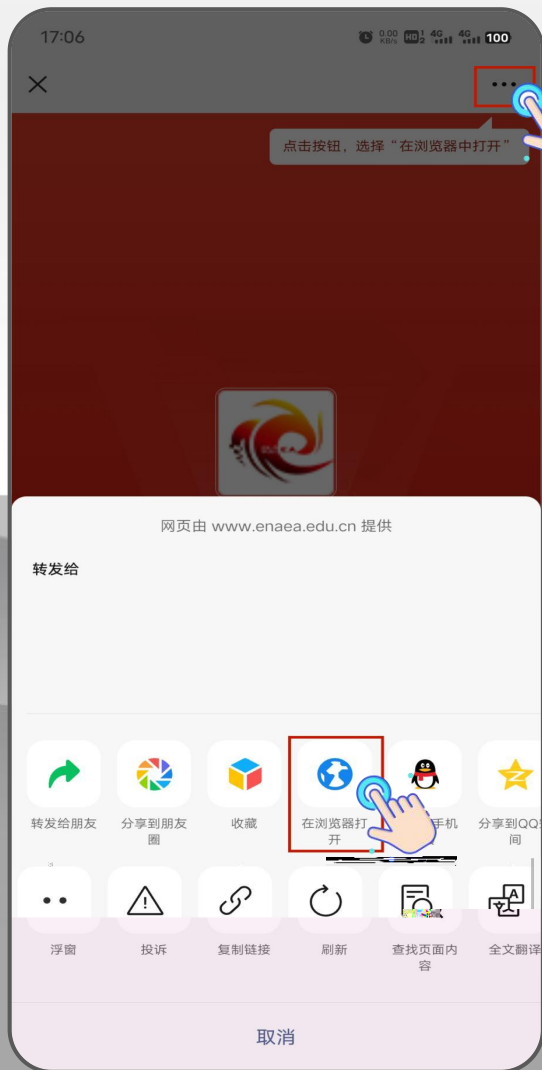 17:06
0.00
KB/s
HD 1 2
4G
4G
100
点击按钮，选择“在浏览器中打开”
网页由 www.enaea.edu.cn 提供
转发给
转发给朋友
分享到朋友
圈
收藏
在浏览器打
开
手机
分享到QQ
间
浮窗
投诉
复制链接
刷新
查找页面内
容
全文翻译
取消